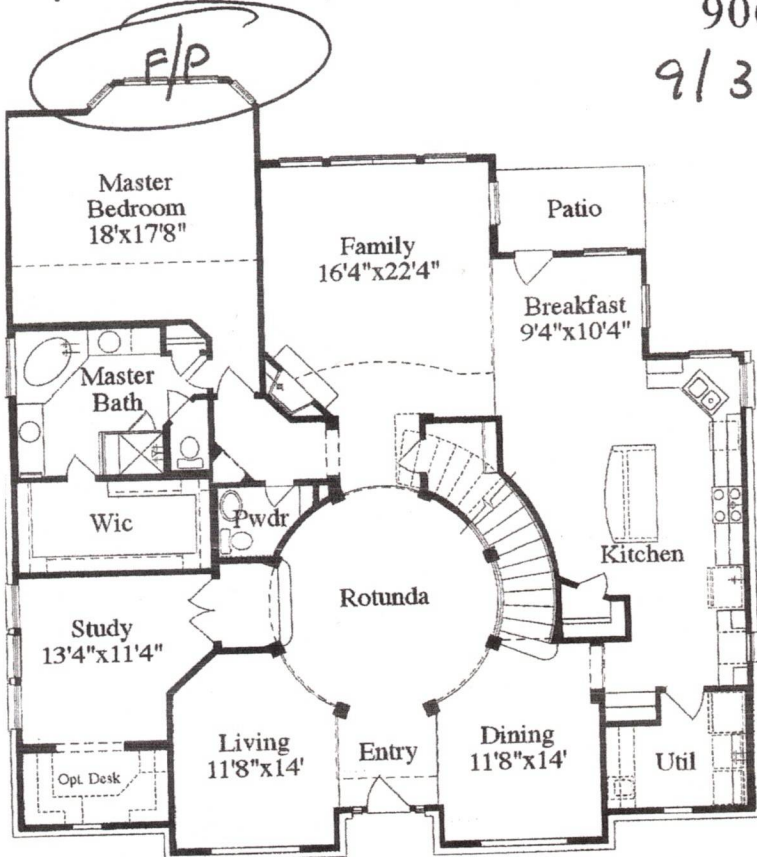 F/P
9/3
Master
Bedroom
18'x17'8"
Family
16'4"x22'4"
Patio
Breakfast
9'4"x10'4"
Master
Bath
Wic
Pwdr
Kitchen
Rotunda
Study
13'4"x11'4"
Living
11'8"x14'
Entry
Dining
11'8"x14'
Util
Opt. Desk